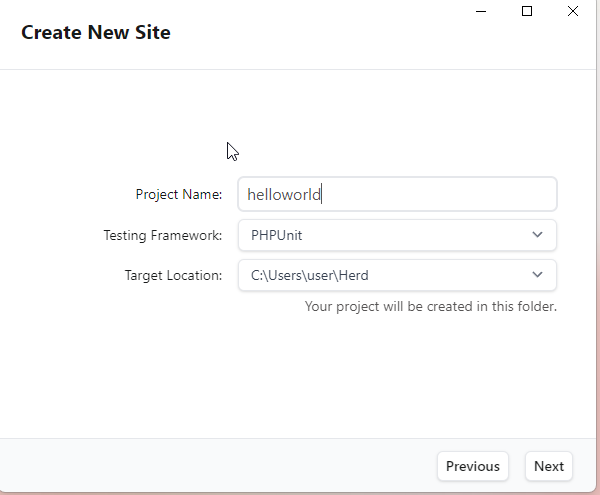 Create New Site
Project Name: helloworld
Testing Framework: PHPUnit
Target Location: C:\Users\user\Herd
Your project will be created in this folder.
Previous Next